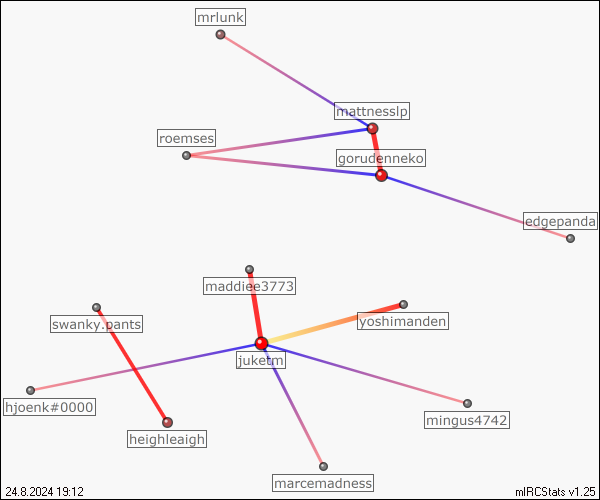 mrlunk
mattnesslp
roemses
gorudenneko
edgepanda
maddiee3773
swanky.pants
yoshimanden
juketm
hjoenk#0000
mingus4742
heighleaigh
marcemadness
24.8.2024 19:12
mIRCStats v1.25